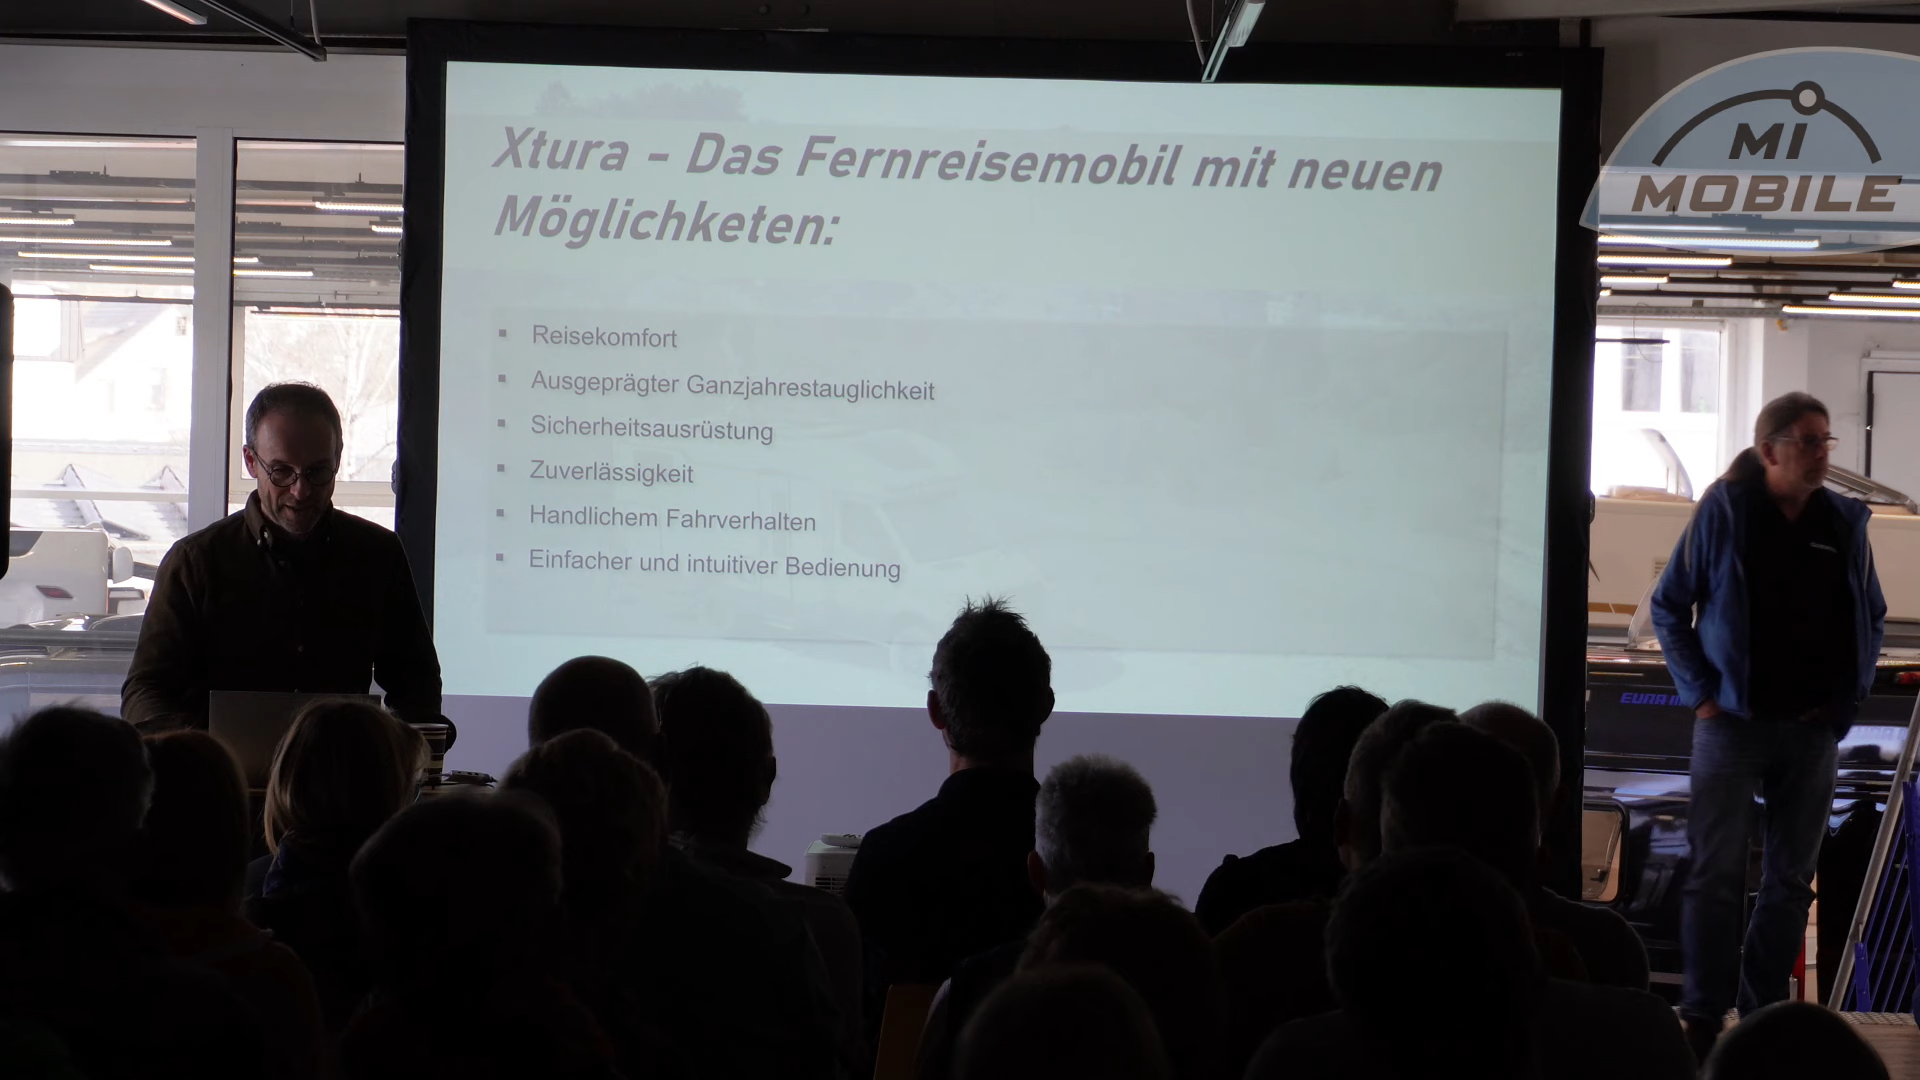 Xtura - Das Fernreisemobil mit neuen
Möglichketen:
▪ Reisekomfort
▪ Ausgeprägter Ganzjahrestauglichkeit
▪ Sicherheitsausrüstung
▪ Zuverlässigkeit
▪ Handlichem Fahrverhalten
▪ Einfacher und intuitiver Bedienung
MI
MOBILE
EURA